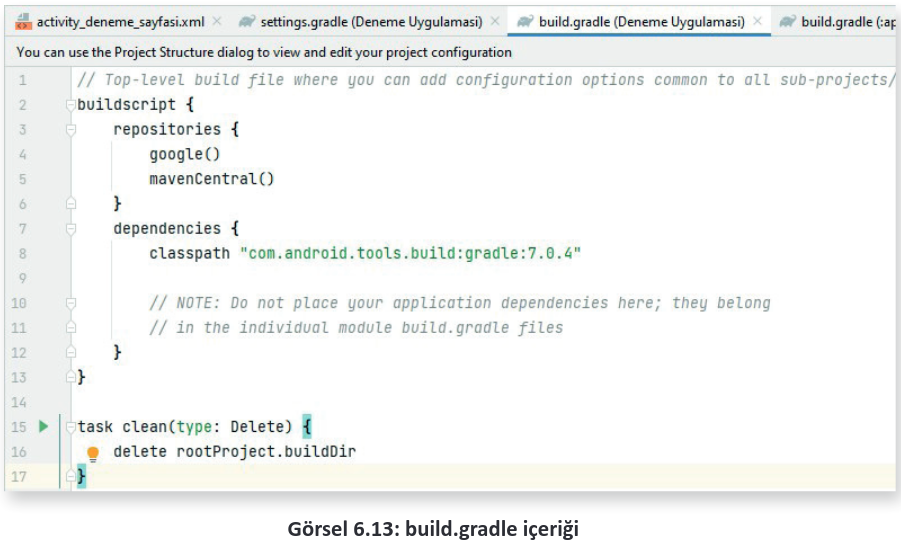 activity_deneme_sayfasi.xml × settings.gradle (Deneme Uygulamasi) × build.gradle (Deneme Uygulamasi) × build.gradle (:ap
You can use the Project Structure dialog to view and edit your project configuration
1 // Top-level build file where you can add configuration options common to all sub-projects/
2 buildscript {
3 repositories {
4 google()
5 mavenCentral()
6 }
7 dependencies {
8 classpath "com.android.tools.build:gradle:7.0.4"
9
10 // NOTE: Do not place your application dependencies here; they belong
11 // in the individual module build.gradle files
12 }
13 }
14
15 task clean(type: Delete) {
16 delete rootProject.buildDir
17 }
Görsel 6.13: build.gradle içeriği